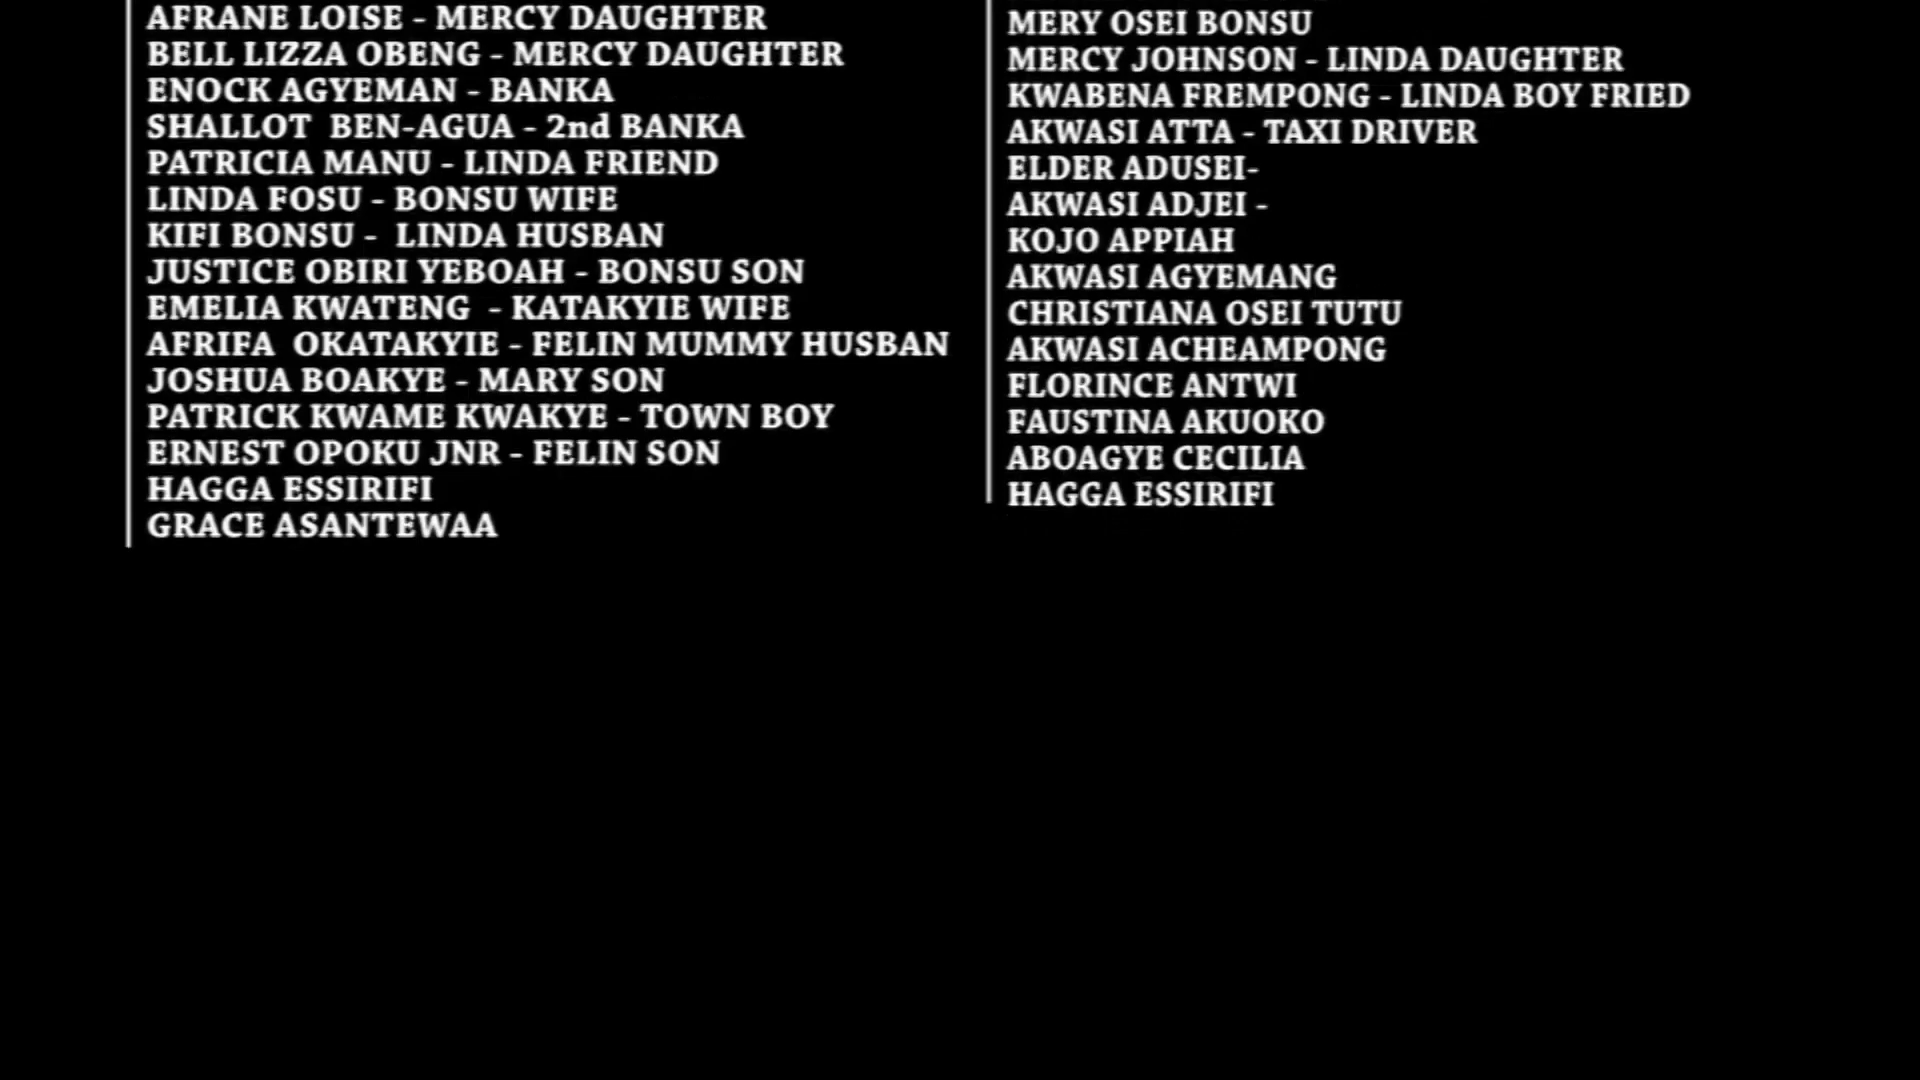 AFRANE LOISE - MERCY DAUGHTER
BELL LIZZA OBENG - MERCY DAUGHTER
ENOCK AGYEMAN - BANKA
SHALLOT  BEN-AGUA - 2nd BANKA
PATRICIA MANU - LINDA FRIEND
LINDA FOSU - BONSU WIFE
KIFI BONSU -  LINDA HUSBAN
JUSTICE OBIRI YEBOAH - BONSU SON
EMELIA KWATENG  - KATAKYIE WIFE
AFRIFA  OKATAKYIE - FELIN MUMMY HUSBAN
JOSHUA BOAKYE - MARY SON
PATRICK KWAME KWAKYE - TOWN BOY
ERNEST OPOKU JNR - FELIN SON
HAGGA ESSIRIFI
GRACE ASANTEWAA
MERY OSEI BONSU
MERCY JOHNSON - LINDA DAUGHTER
KWABENA FREMPONG - LINDA BOY FRIED
AKWASI ATTA - TAXI DRIVER
ELDER ADUSEI-
AKWASI ADJEI -
KOJO APPIAH
AKWASI AGYEMANG
CHRISTIANA OSEI TUTU
AKWASI ACHEAMPONG
FLORINCE ANTWI
FAUSTINA AKUOKO
ABOAGYE CECILIA
HAGGA ESSIRIFI